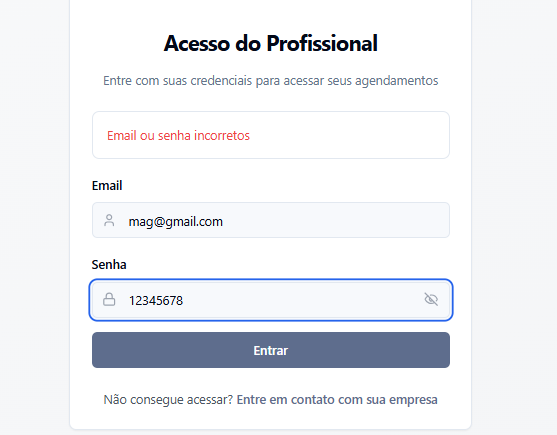 Acesso do Profissional
Entre com suas credenciais para acessar seus agendamentos
Email ou senha incorretos
Email
mag@gmail.com
Senha
12345678
Entrar
Não consegue acessar? Entre em contato com sua empresa